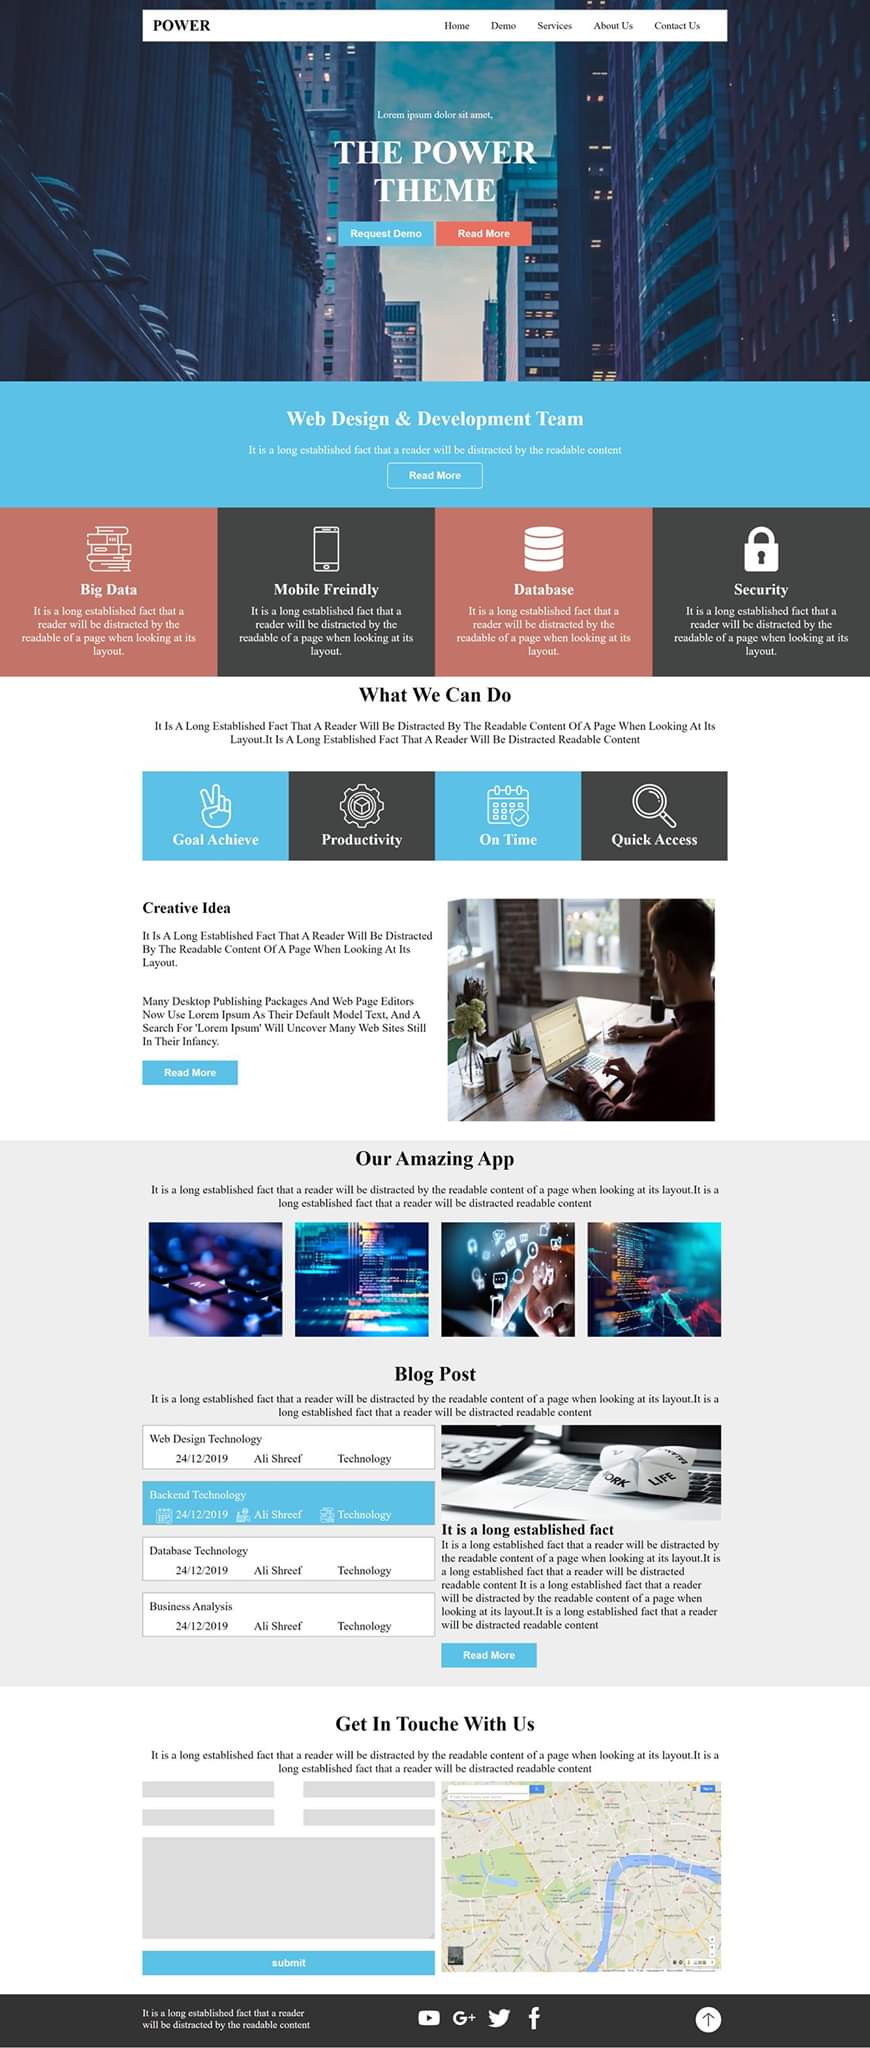 POWER
Home Demo Services About Us Contact Us
Lorem ipsum dolor sit amet,
THE POWER
THEME
Request Demo Read More
Web Design & Development Team
It is a long established fact that a reader will be distracted by the readable content
Read More
Big Data
It is a long established fact that a
reader will be distracted by the
readable of a page when looking at its
layout.
Mobile Freindly
It is a long established fact that a
reader will be distracted by the
readable of a page when looking at its
layout.
Database
It is a long established fact that a
reader will be distracted by the
readable of a page when looking at its
layout.
Security
It is a long established fact that a
reader will be distracted by the
readable of a page when looking at its
layout.
What We Can Do
It Is A Long Established Fact That A Reader Will Be Distracted By The Readable Content Of A Page When Looking At Its
Layout.It Is A Long Established Fact That A Reader Will Be Distracted Readable Content
Goal Achieve
Productivity
On Time
Quick Access
Creative Idea
It Is A Long Established Fact That A Reader Will Be Distracted
By The Readable Content Of A Page When Looking At Its
Layout.
Many Desktop Publishing Packages And Web Page Editors
Now Use Lorem Ipsum As Their Default Model Text, And A
Search For 'Lorem Ipsum' Will Uncover Many Web Sites Still
In Their Infancy.
Read More
Our Amazing App
It is a long established fact that a reader will be distracted by the readable content of a page when looking at its layout.It is a
long established fact that a reader will be distracted readable content
Blog Post
It is a long established fact that a reader will be distracted by the readable content of a page when looking at its layout.It is a
long established fact that a reader will be distracted readable content
Web Design Technology
24/12/2019 Ali Shreef Technology
Backend Technology
24/12/2019 Ali Shreef Technology
Database Technology
24/12/2019 Ali Shreef Technology
Business Analysis
24/12/2019 Ali Shreef Technology
LIFE
It is a long established fact
It is a long established fact that a reader will be distracted by
the readable content of a page when looking at its layout.It is
a long established fact that a reader will be distracted
readable content It is a long established fact that a reader
will be distracted by the readable content of a page when
looking at its layout.It is a long established fact that a reader
will be distracted readable content
Read More
Get In Touche With Us
It is a long established fact that a reader will be distracted by the readable content of a page when looking at its layout.It is a
long established fact that a reader will be distracted readable content
submit
It is a long established fact that a reader
will be distracted by the readable content